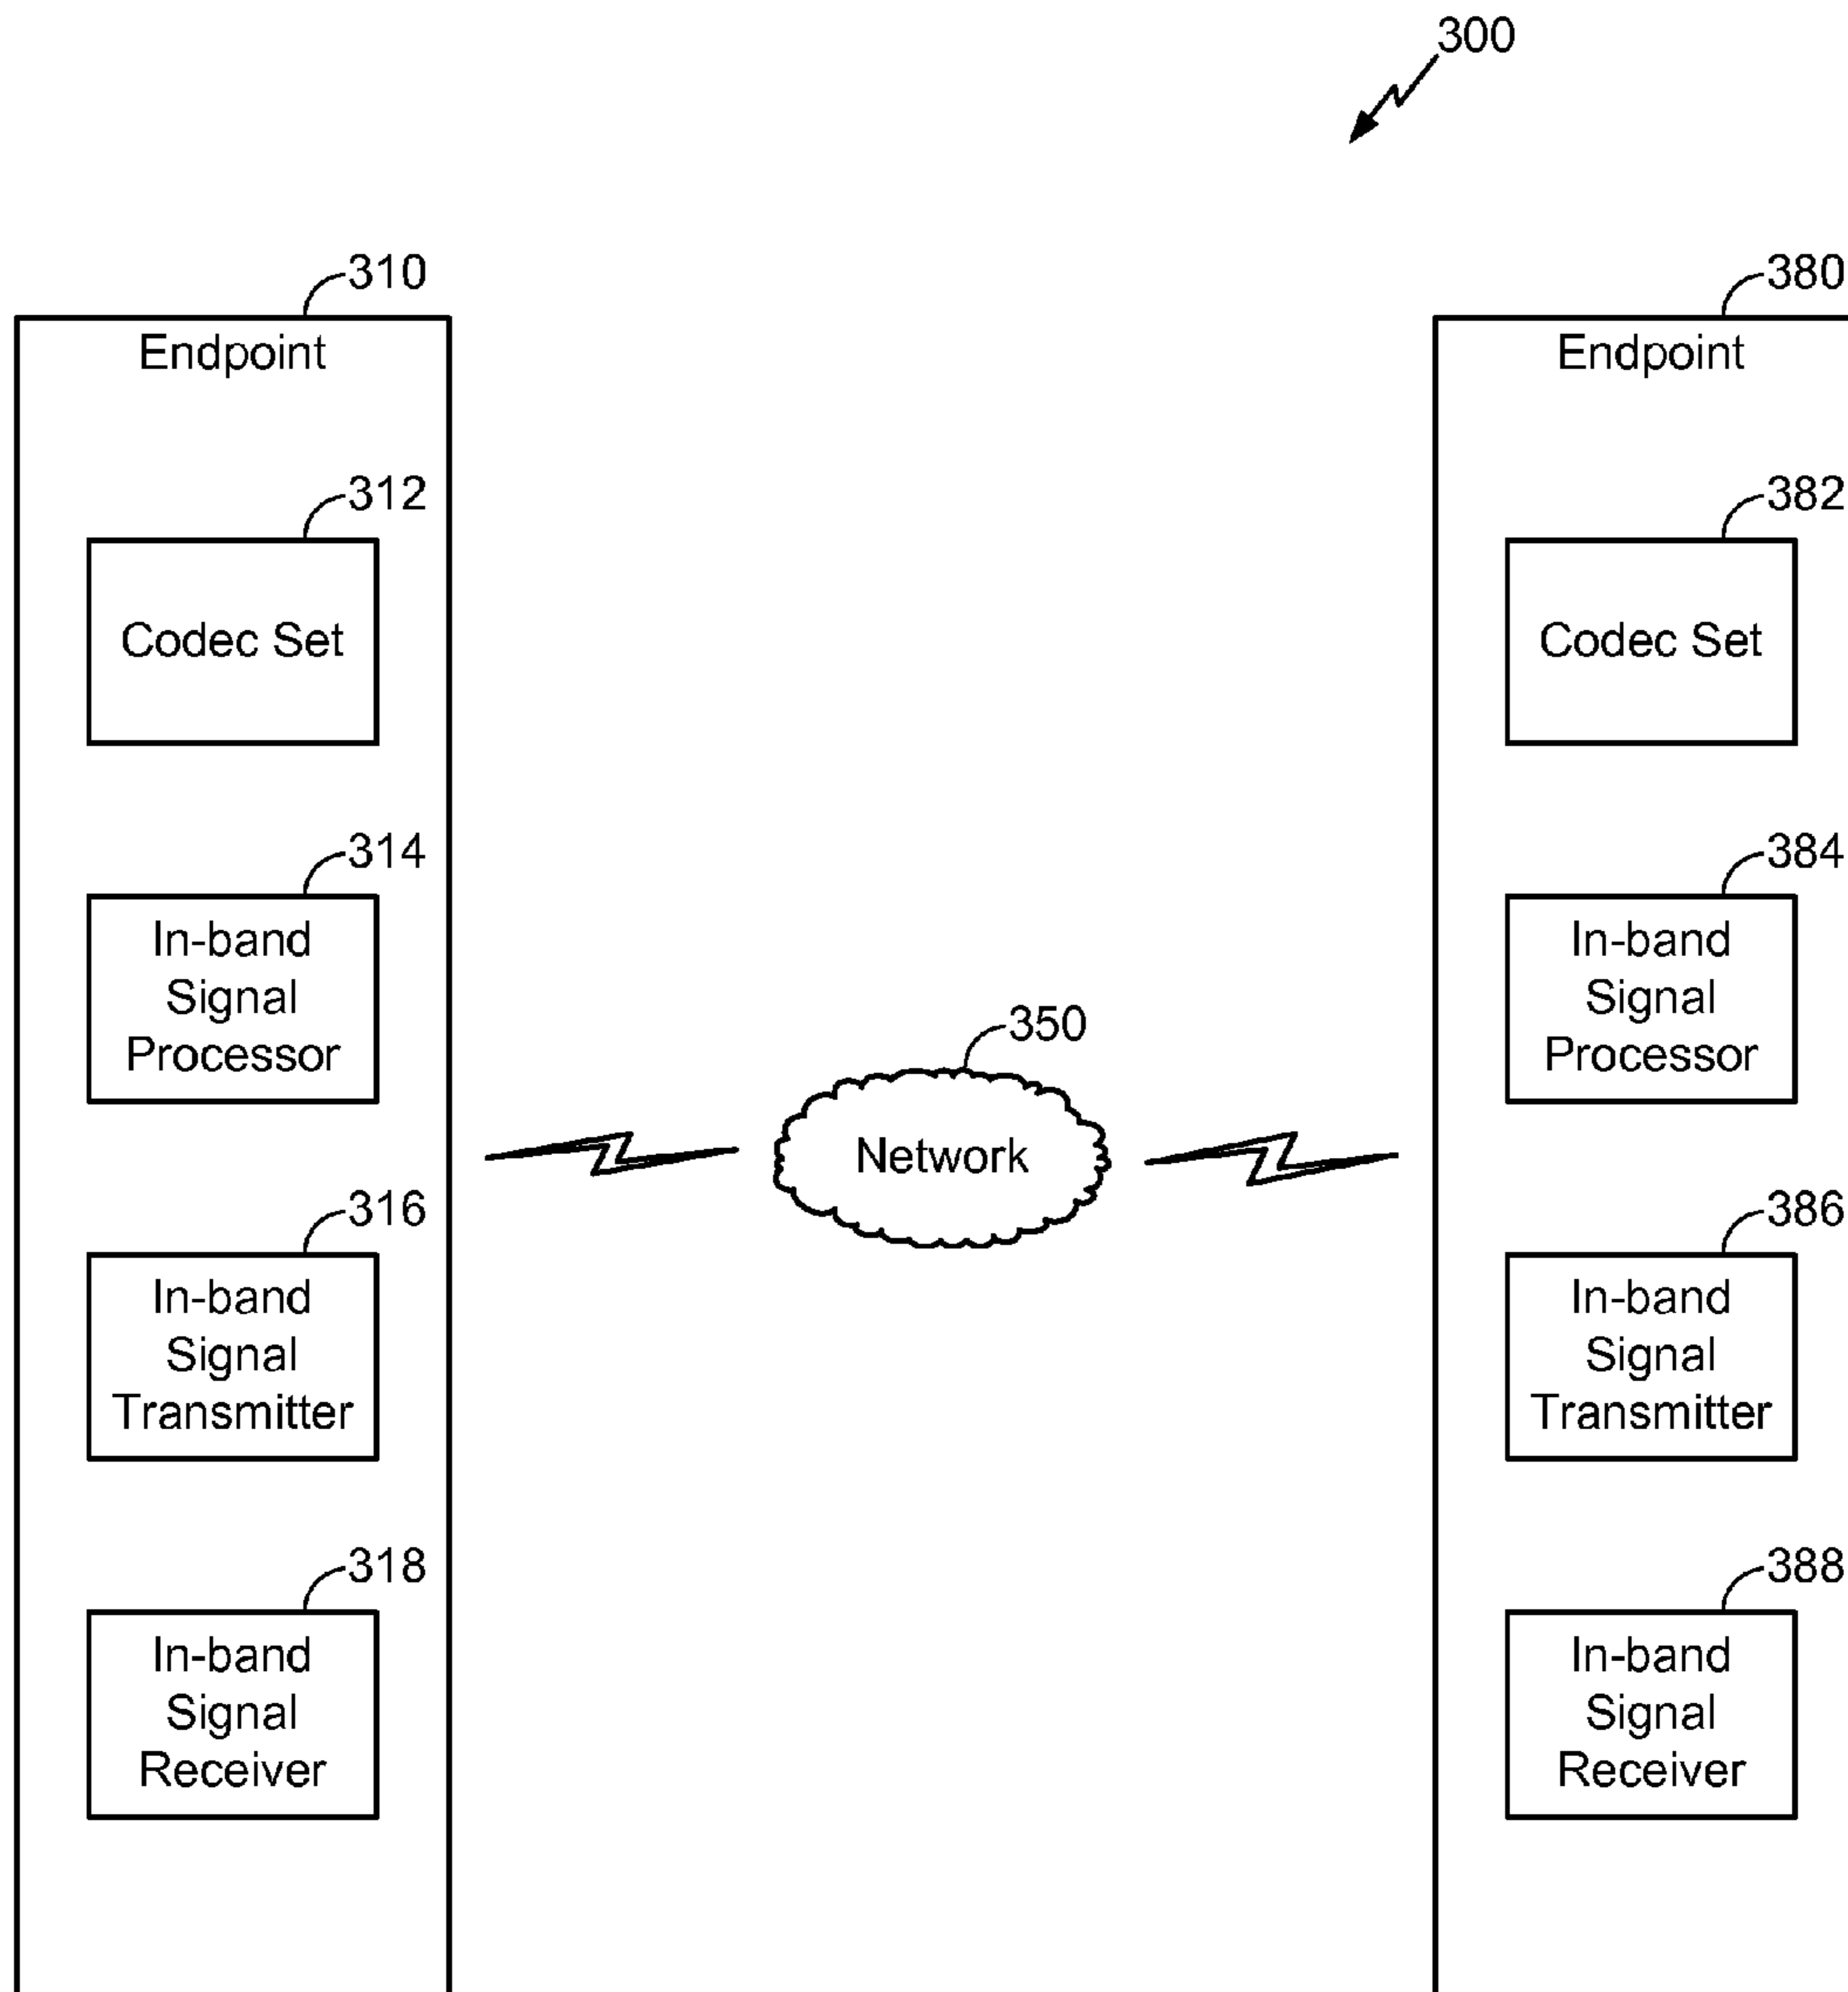 300
310
Endpoint
312
Codec Set
314
In-band
Signal
Processor
316
In-band
Signal
Transmitter
318
In-band
Signal
Receiver
350
Network
380
Endpoint
382
Codec Set
384
In-band
Signal
Processor
386
In-band
Signal
Transmitter
388
In-band
Signal
Receiver